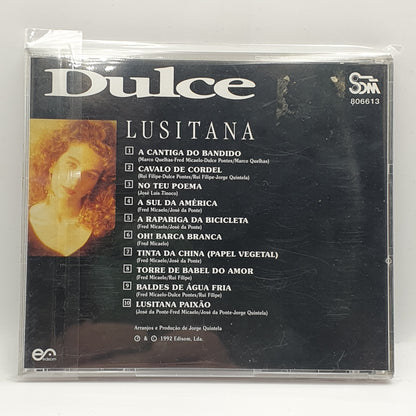 Dulce
SDM
806613
LUSITANA
1 A CANTIGA DO BANDIDO
(Marco Quelhas-Fred Micaelo-Dulce Pontes/Marco Quelhas)
2 CAVALO DE CORDEL
(Rui Filipe-Dulce Pontes/Rui Filipe-Jorge Quintela)
3 NO TEU POEMA
(José Luis Tinoco)
4 A SUL DA AMÉRICA
(Fred Micaelo/José da Ponte)
5 A RAPARIGA DA BICICLETA
(Fred Micaelo/José da Ponte)
6 OH! BARCA BRANCA
(Fred Micaelo)
7 TINTA DA CHINA (PAPEL VEGETAL)
(Fred Micaelo/José da Ponte)
8 TORRE DE BABEL DO AMOR
(Fred Micaelo/Rui Filipe)
9 BALDES DE ÁGUA FRIA
(Fred Micaelo-Dulce Pontes/Rui Filipe)
10 LUSITANA PAIXÃO
(José da Ponte-Fred Micaelo/José da Ponte-Jorge Quintela)
Arranjos e Produção de Jorge Quintela
edisom
℗ & © 1992 Edisom, Lda.